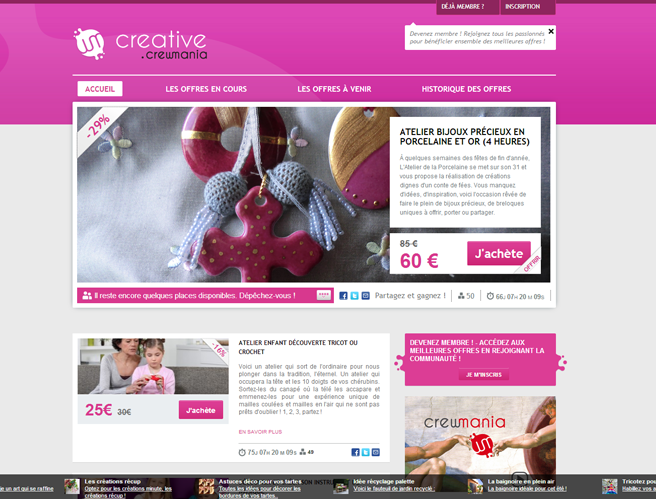 DÉJÀ MEMBRE ?
INSCRIPTION
Devenez membre ! Rejoignez tous les passionnés
pour bénéficier ensemble des meilleures offres !
creative
.crewmania
ACCUEIL
LES OFFRES EN COURS
LES OFFRES À VENIR
HISTORIQUE DES OFFRES
-29%
ATELIER BIJOUX PRÉCIEUX EN
PORCELAINE ET OR (4 HEURES)
À quelques semaines des fêtes de fin d'année,
L'Atelier de la Porcelaine se met sur son 31 et
vous propose la réalisation de créations
dignes d'un conte de fées. Vous manquez
d'idées, d'inspiration, voici l'occasion rêvée de
faire le plein de bijoux précieux, de breloques
uniques à offrir, porter ou partager.
85 €
60 €
J'achète
OFFRIR
Il reste encore quelques places disponibles. Dépêchez-vous !
Partagez et gagnez !
50
66J 07H 20 M 09S
-16%
25€
30€
J'achète
ATELIER ENFANT DÉCOUVERTE TRICOT OU
CROCHET
Voici un atelier qui sort de l'ordinaire pour nous
plonger dans la tradition, l'éternel. Un atelier qui
occupera la tête et les 10 doigts de vos chérubins.
Sortez-les du canapé où la télé les accapare et
emmenez-les pour une expérience unique de
mailles coulées et mailles en l'air qui ne sont pas
prêts d'oublier ! 1, 2, 3, partez !
EN SAVOIR PLUS
75J 07H 20 M 09S
49
DEVENEZ MEMBRE ! - ACCÉDEZ AUX
MEILLEURES OFFRES EN REJOIGNANT LA
COMMUNAUTÉ !
JE M'INSCRIS
crewmania
e un art qui se raffine
Les créations récup
Optez pour les créations minute, les
créations récup !
Astuces déco pour vos tartes
Toutes les idées pour décorer les
bordures de vos tartes.
Idée récyclage palette
Voici le fauteuil de jardin recyclé
La baignoire en plein air
La baignoire idéale pour cet été !
Tricotez po
Habillez vos a